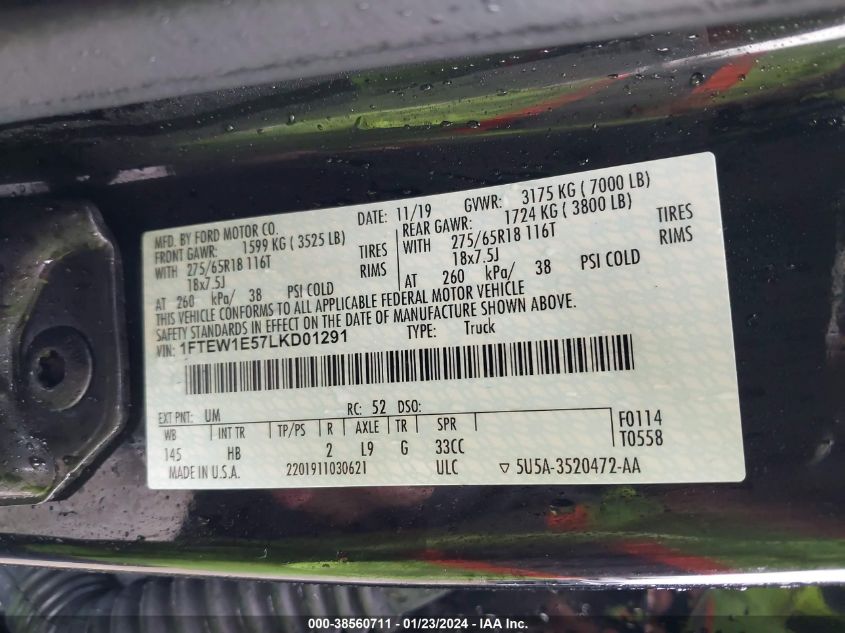 MFD. BY FORD MOTOR CO. DATE: 11/19 GVWR: 3175 KG ( 7000 LB)
FRONT GAWR: 1599 KG ( 3525 LB) REAR GAWR: 1724 KG ( 3800 LB)
WITH 275/65R18 116T TIRES WITH 275/65R18 116T TIRES
18x7.5J RIMS 18x7.5J RIMS
AT 260 kPa/ 38 PSI COLD AT 260 kPa/ 38 PSI COLD
THIS VEHICLE CONFORMS TO ALL APPLICABLE FEDERAL MOTOR VEHICLE
SAFETY STANDARDS IN EFFECT ON THE DATE OF MANUFACTURE SHOWN ABOVE.
VIN: 1FTEW1E57LKD01291 TYPE: Truck
EXT PNT: UM RC: 52 DSO:
WB INT TR TP/PS R AXLE TR SPR F0114
145 HB 2 L9 G 33CC T0558
MADE IN U.S.A. 2201911030621 ULC ▽ 5U5A-3520472-AA
000-38560711 - 01/23/2024 - IAA Inc.